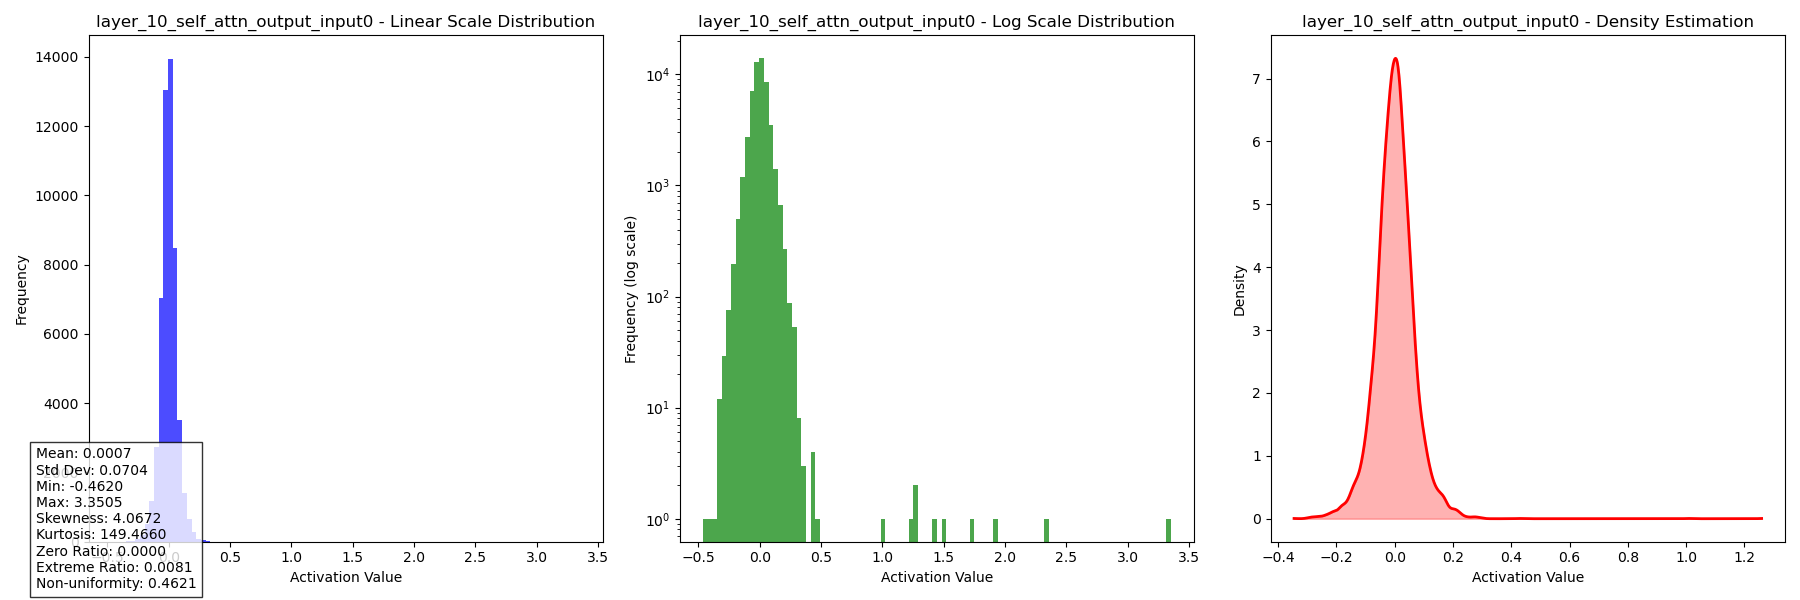 layer_10_self_attn_output_input0 - Linear Scale Distribution
14000
12000
10000
8000
6000
4000
2000
0
Frequency
0.0
0.5
1.0
1.5
2.0
2.5
3.0
3.5
Activation Value
Mean: 0.0007
Std Dev: 0.0704
Min: -0.4620
Max: 3.3505
Skewness: 4.0672
Kurtosis: 149.4660
Zero Ratio: 0.0000
Extreme Ratio: 0.0081
Non-uniformity: 0.4621
layer_10_self_attn_output_input0 - Log Scale Distribution
10⁴
10³
10²
10¹
10⁰
Frequency (log scale)
−0.5
0.0
0.5
1.0
1.5
2.0
2.5
3.0
3.5
Activation Value
layer_10_self_attn_output_input0 - Density Estimation
7
6
5
4
3
2
1
0
Density
−0.4
−0.2
0.0
0.2
0.4
0.6
0.8
1.0
1.2
Activation Value